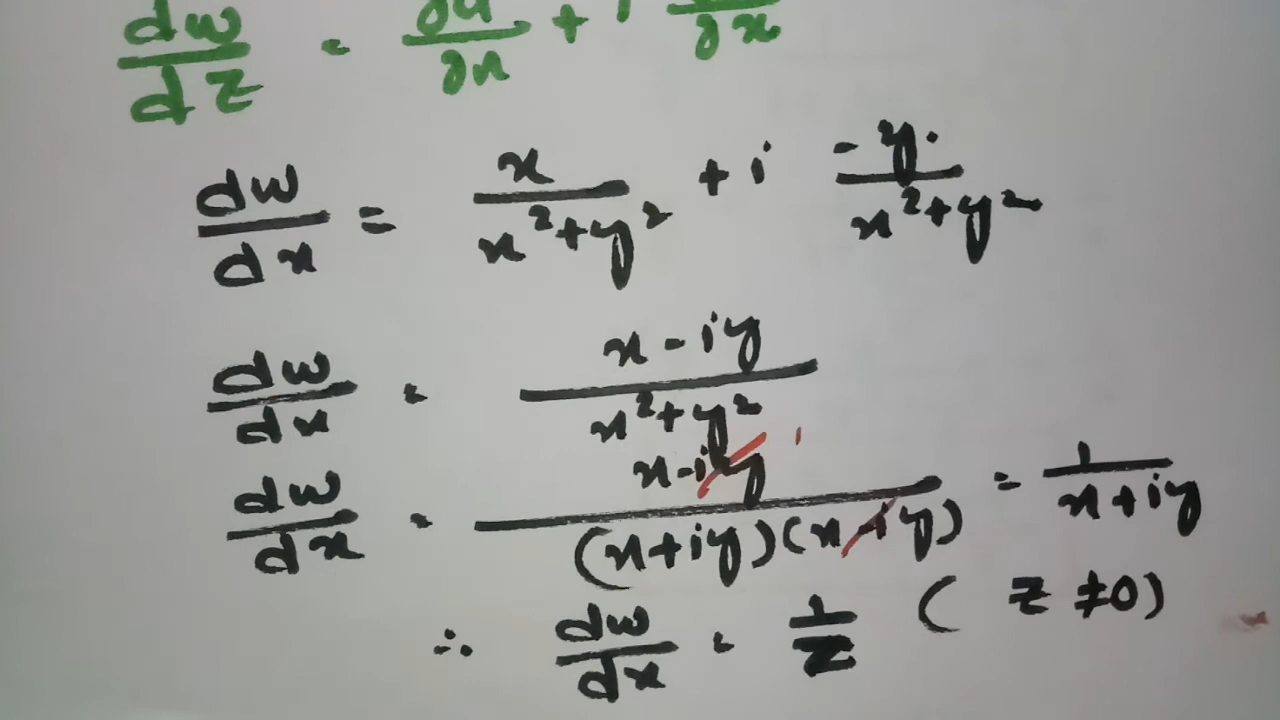 dw/dz = ∂u/∂x + i ∂x
dw/dx = x/(x²+y²) + i -y/(x²+y²)
dw/dx = (x-iy)/(x²+y²)
dw/dx = (x-iy)/((x+iy)(x-iy)) = 1/(x+iy)
∴ dw/dx = 1/z ( z ≠0)